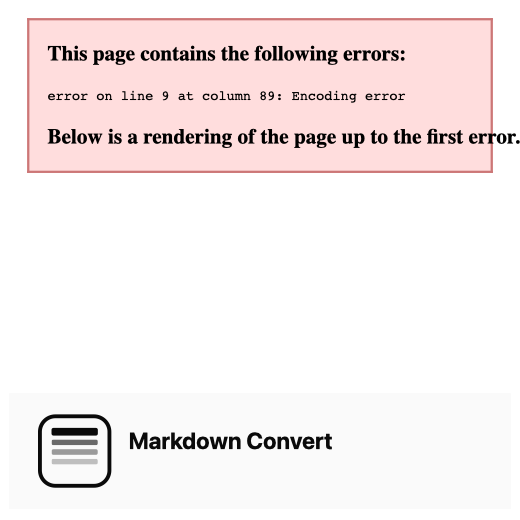 This page contains the following errors:
error on line 9 at column 89: Encoding error
Below is a rendering of the page up to the first error.
Markdown Convert